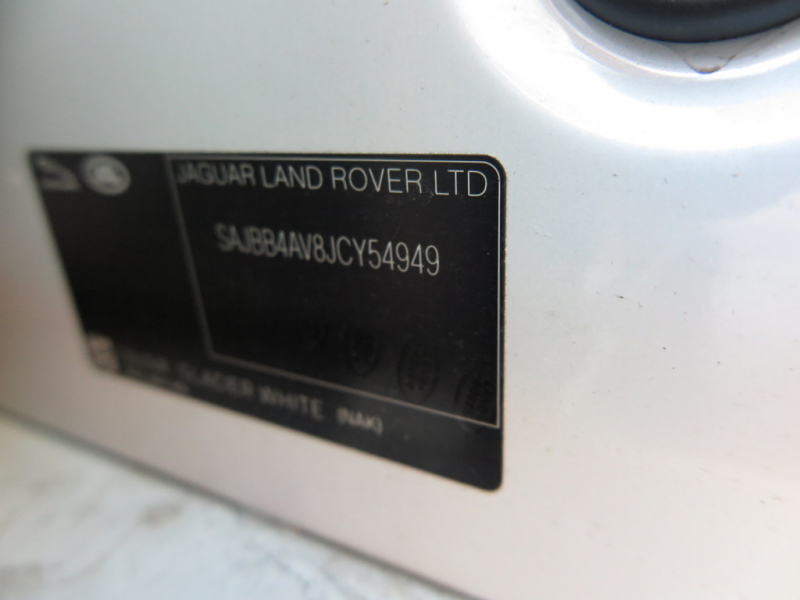 JAGUAR LAND ROVER LTD
SAJBB4AV8JCY54949
GLACIER WHITE (NAK)